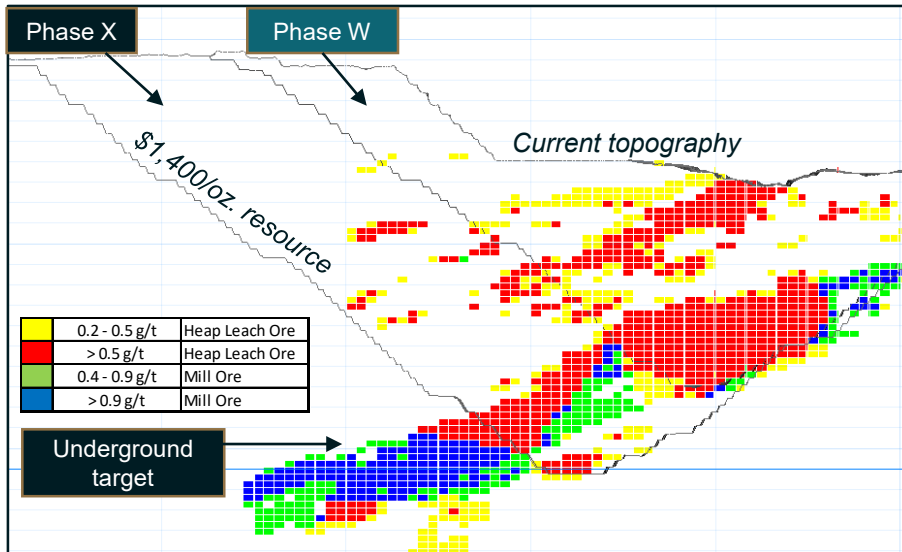 Phase X
Phase W
Current topography
$1,400/oz. resource
0.2 - 0.5 g/t Heap Leach Ore
> 0.5 g/t Heap Leach Ore
0.4 - 0.9 g/t Mill Ore
> 0.9 g/t Mill Ore
Underground
target